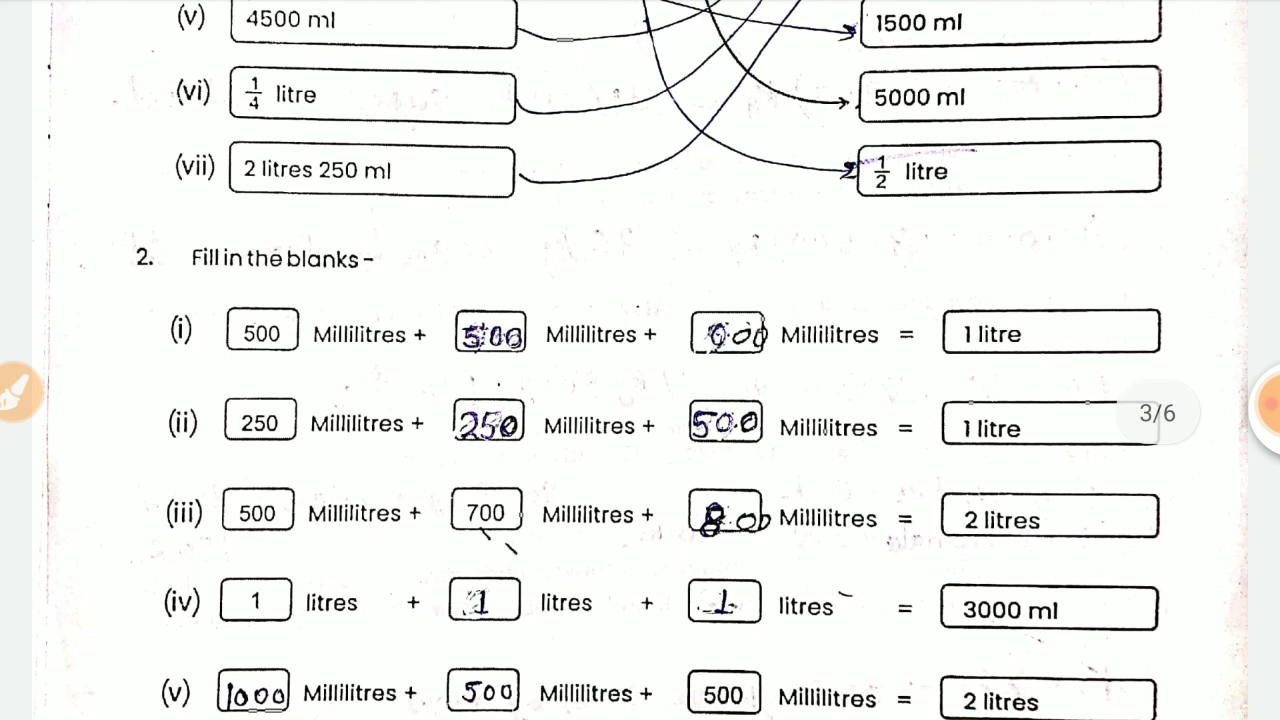 (v) 4500 ml 1500 ml
(vi) 1/4 litre 5000 ml
(vii) 2 litres 250 ml 1/2 litre
2. Fill in the blanks -
(i) 500 Millilitres + 500 Millilitres + 000 Millilitres = 1 litre
(ii) 250 Millilitres + 250 Millilitres + 500 Millilitres = 1 litre
3/6
(iii) 500 Millilitres + 700 Millilitres + 800 Millilitres = 2 litres
(iv) 1 litres + 1 litres + 1 litres = 3000 ml
(v) 1000 Millilitres + 500 Millilitres + 500 Millilitres = 2 litres